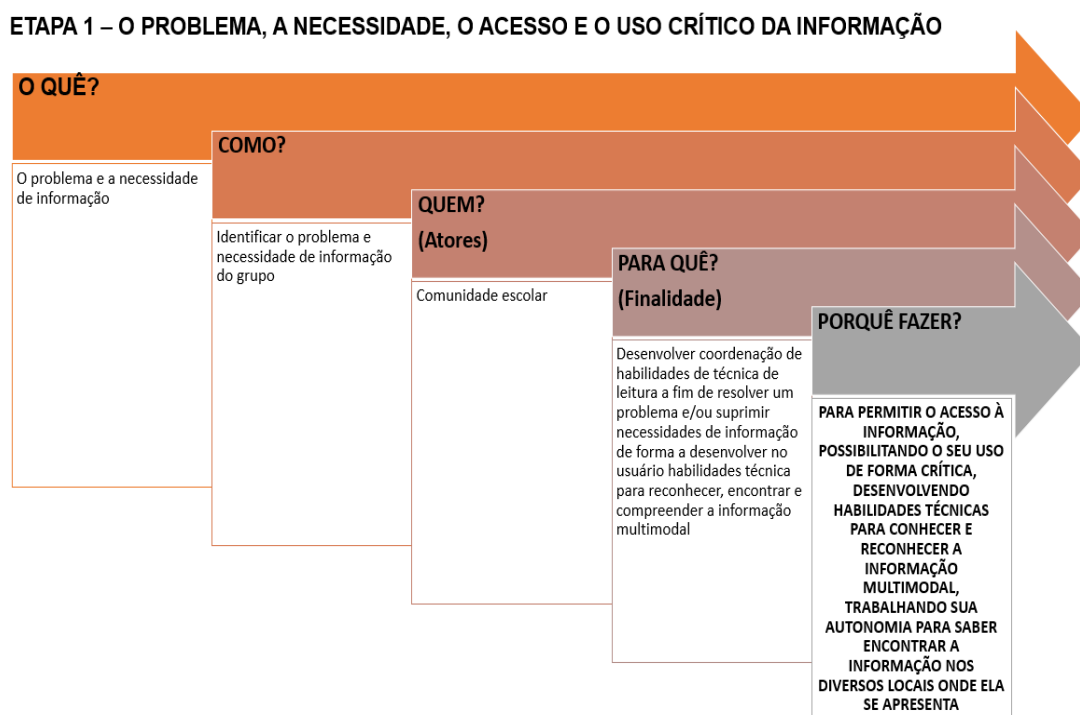 ETAPA 1 – O PROBLEMA, A NECESSIDADE, O ACESSO E O USO CRÍTICO DA INFORMAÇÃO
O QUÊ?
O problema e a necessidade
de informação
COMO?
Identificar o problema e
necessidade de informação
do grupo
QUEM?
(Atores)
Comunidade escolar
PARA QUÊ?
(Finalidade)
Desenvolver coordenação de
habilidades de técnica de
leitura a fim de resolver um
problema e/ou suprimir
necessidades de informação
de forma a desenvolver no
usuário habilidades técnica
para reconhecer, encontrar e
compreender a informação
multimodal
PORQUÊ FAZER?
PARA PERMITIR O ACESSO À
INFORMAÇÃO,
POSSIBILITANDO O SEU USO
DE FORMA CRÍTICA,
DESENVOLVENDO
HABILIDADES TÉCNICAS
PARA CONHECER E
RECONHECER A
INFORMAÇÃO
MULTIMODAL,
TRABALHANDO SUA
AUTONOMIA PARA SABER
ENCONTRAR A
INFORMAÇÃO NOS
DIVERSOS LOCAIS ONDE ELA
SE APRESENTA